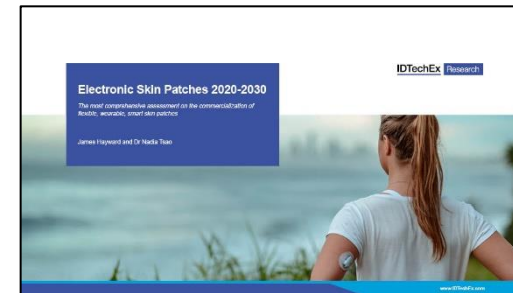 IDTechEx Research
Electronic Skin Patches 2020-2030
The most comprehensive assessment on the commercialization of
flexible, wearable, smart skin patches
James Hayward and Dr Nadia Tsao
www.IDTechEx.com